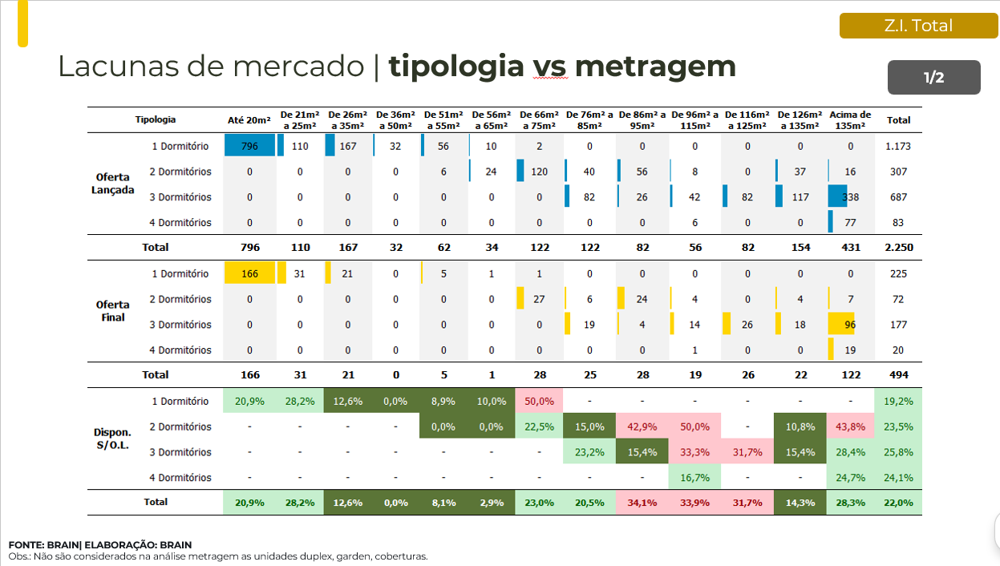 Z.I. Total
Lacunas de mercado | tipologia vs metragem
1/2
Tipologia Até 20m² De 21m² a 25m² De 26m² a 35m² De 36m² a 50m² De 51m² a 55m² De 56m² a 65m² De 66m² a 75m² De 76m² a 85m² De 86m² a 95m² De 96m² a 115m² De 116m² a 125m² De 126m² a 135m² Acima de 135m² Total
Oferta Lançada
1 Dormitório 796 110 167 32 56 10 2 0 0 0 0 0 0 1.173
2 Dormitórios 0 0 0 0 6 24 120 40 56 8 0 37 16 307
3 Dormitórios 0 0 0 0 0 0 0 82 26 42 82 117 338 687
4 Dormitórios 0 0 0 0 0 0 0 0 0 6 0 0 77 83
Total 796 110 167 32 62 34 122 122 82 56 82 154 431 2.250
Oferta Final
1 Dormitório 166 31 21 0 5 1 1 0 0 0 0 0 0 225
2 Dormitórios 0 0 0 0 0 0 27 6 24 4 0 4 7 72
3 Dormitórios 0 0 0 0 0 0 0 19 4 14 26 18 96 177
4 Dormitórios 0 0 0 0 0 0 0 0 0 1 0 0 19 20
Total 166 31 21 0 5 1 28 25 28 19 26 22 122 494
Dispon. S/O.L.
1 Dormitório 20,9% 28,2% 12,6% 0,0% 8,9% 10,0% 50,0% - - - - - - 19,2%
2 Dormitórios - - - - 0,0% 0,0% 22,5% 15,0% 42,9% 50,0% - 10,8% 43,8% 23,5%
3 Dormitórios - - - - - - - 23,2% 15,4% 33,3% 31,7% 15,4% 28,4% 25,8%
4 Dormitórios - - - - - - - - - 16,7% - - 24,7% 24,1%
Total 20,9% 28,2% 12,6% 0,0% 8,1% 2,9% 23,0% 20,5% 34,1% 33,9% 31,7% 14,3% 28,3% 22,0%
FONTE: BRAIN| ELABORAÇÃO: BRAIN
Obs.: Não são considerados na análise metragem as unidades duplex, garden, coberturas.